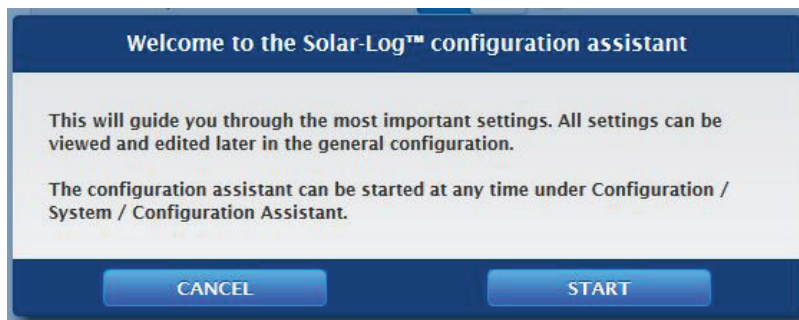 Welcome to the Solar-Log™ configuration assistant
This will guide you through the most important settings. All settings can be
viewed and edited later in the general configuration.
The configuration assistant can be started at any time under Configuration /
System / Configuration Assistant.
CANCEL START